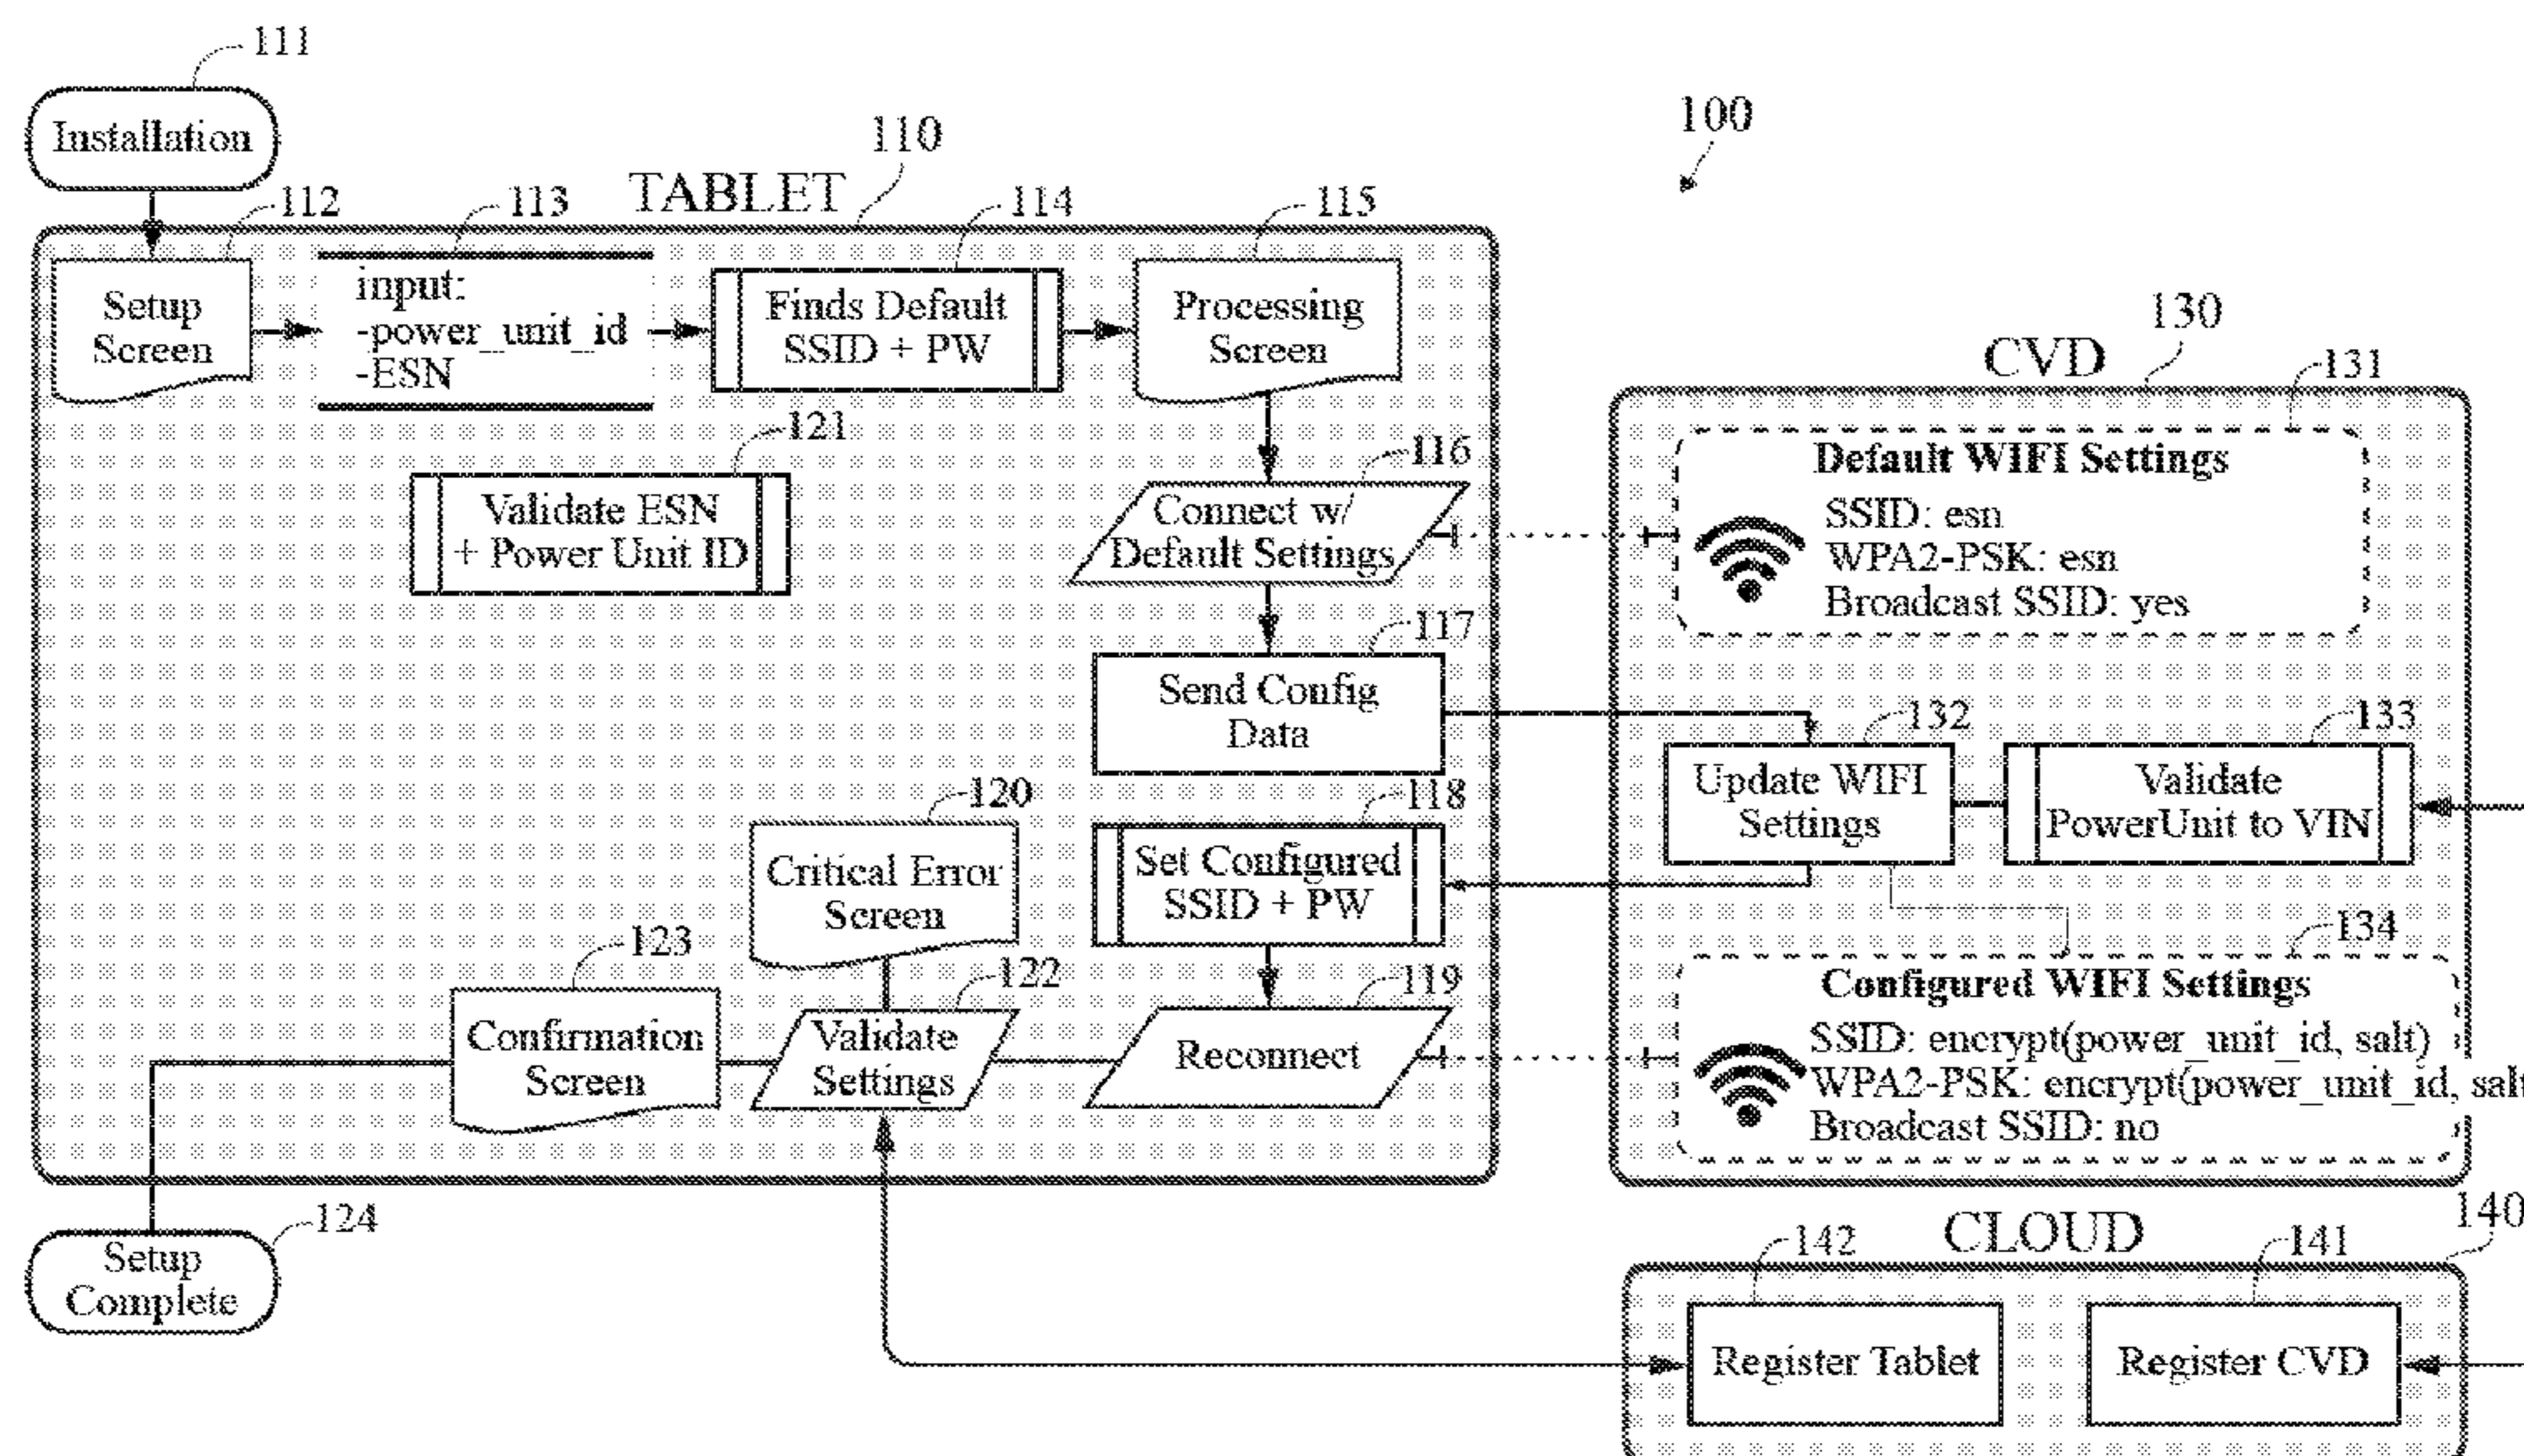 111
Installation
110
100
112
113
TABLET
114
115
Setup
Screen
input:
-power_unit_id
-ESN
Finds Default
SSID + PW
Processing
Screen
121
Validate ESN
+ Power Unit ID
116
Connect w/
Default Settings
117
Send Config
Data
120
Critical Error
Screen
118
Set Configured
SSID + PW
123
Confirmation
Screen
122
Validate
Settings
119
Reconnect
124
Setup
Complete
130
CVD
131
Default WIFI Settings
SSID: esn
WPA2-PSK: esn
Broadcast SSID: yes
132
Update WIFI
Settings
133
Validate
PowerUnit to VIN
134
Configured WIFI Settings
SSID: encrypt(power_unit_id, salt)
WPA2-PSK: encrypt(power_unit_id, salt
Broadcast SSID: no
140
CLOUD
142
141
Register Tablet
Register CVD